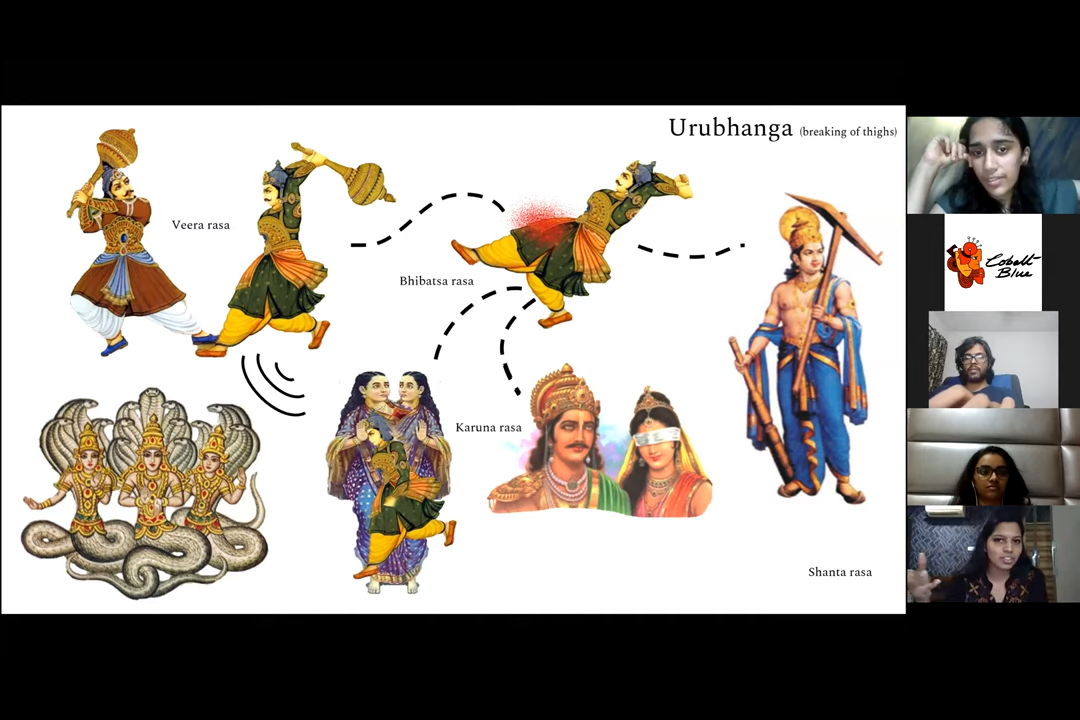 Urubhanga (breaking of thighs)
Veera rasa
Bhibatsa rasa
Karuna rasa
Shanta rasa
Cobalt
Blue